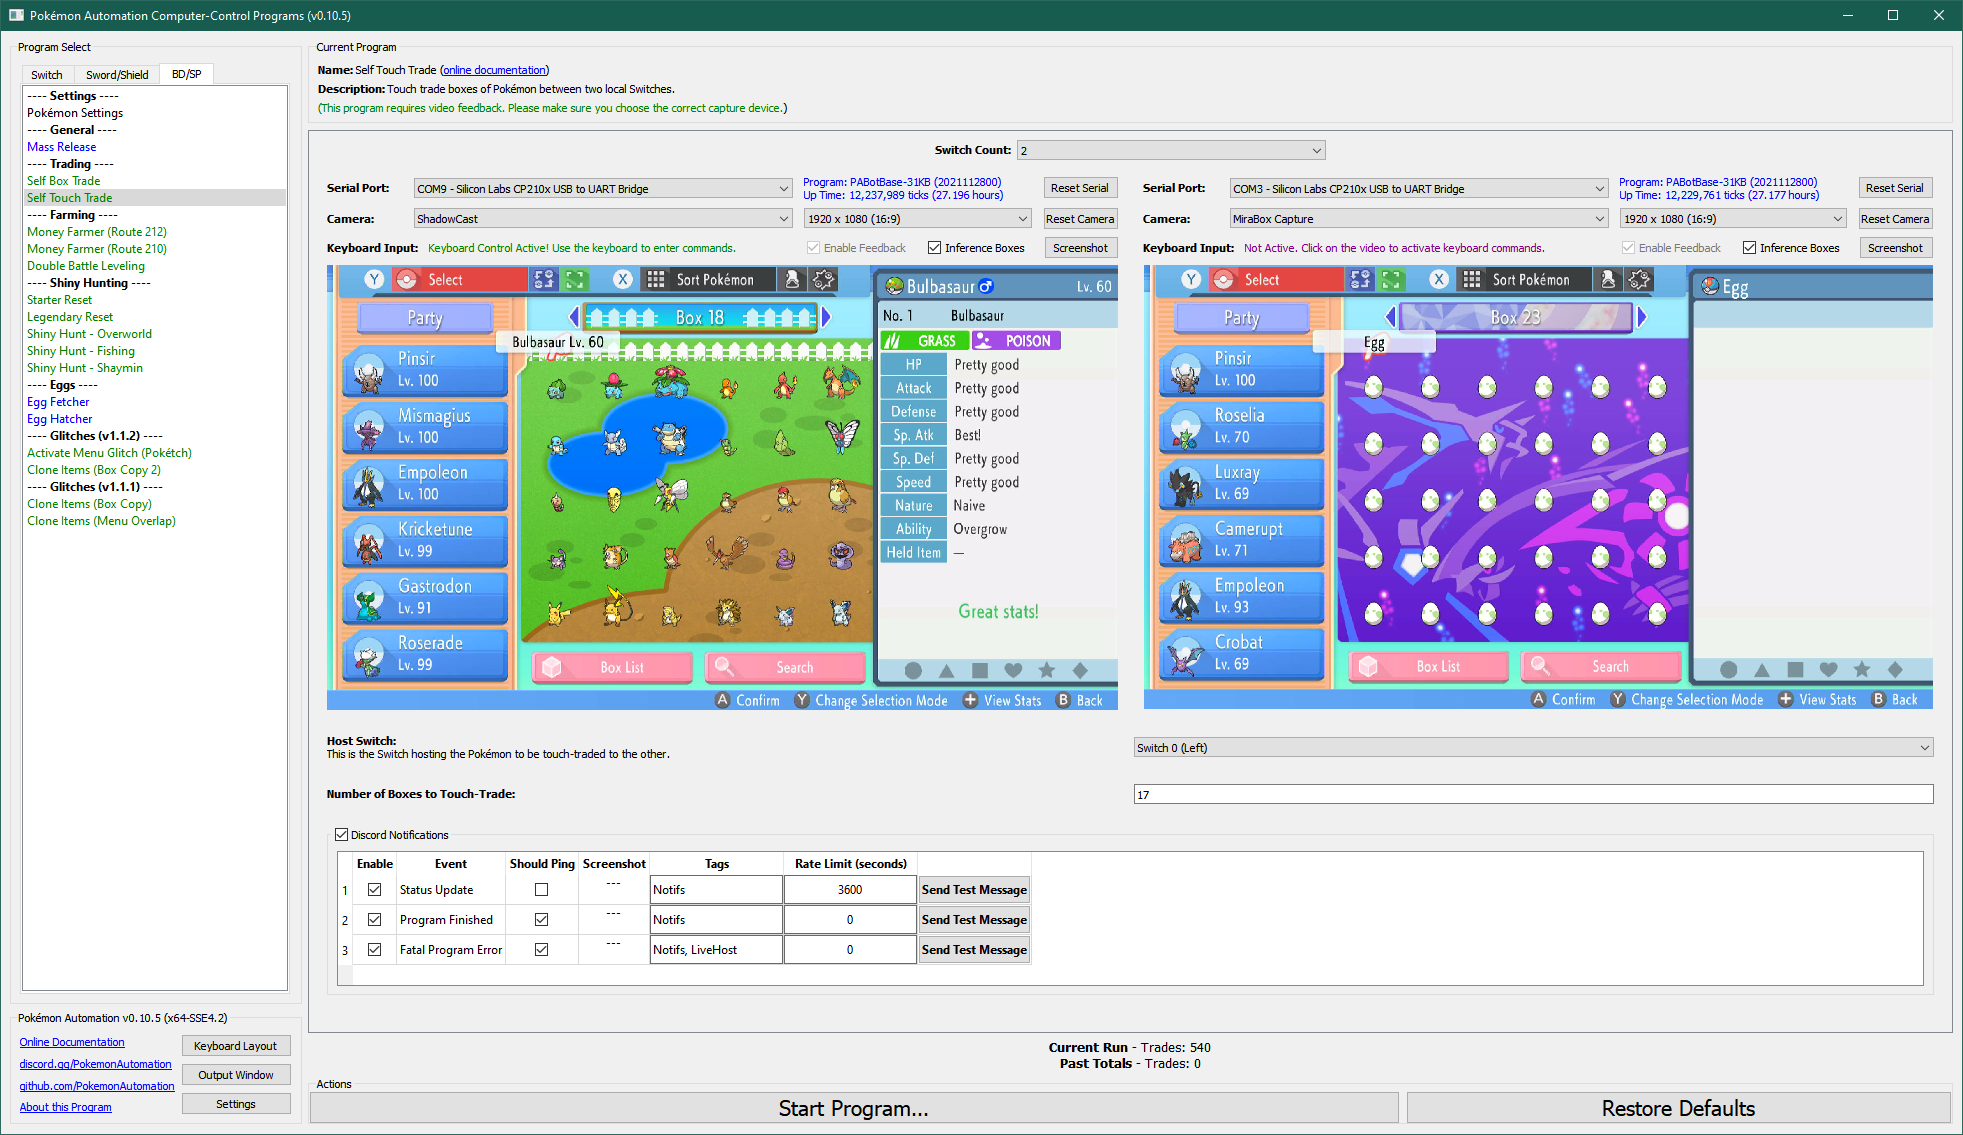 Pokémon Automation Computer-Control Programs (v0.10.5)
Program Select
Switch
Sword/Shield
BD/SP
---- Settings ----
Pokémon Settings
---- General ----
Mass Release
---- Trading ----
Self Box Trade
Self Touch Trade
---- Farming ----
Money Farmer (Route 212)
Money Farmer (Route 210)
Double Battle Leveling
---- Shiny Hunting ----
Starter Reset
Legendary Reset
Shiny Hunt - Overworld
Shiny Hunt - Fishing
Shiny Hunt - Shaymin
---- Eggs ----
Egg Fetcher
Egg Hatcher
---- Glitches (v1.1.2) ----
Activate Menu Glitch (Pokétch)
Clone Items (Box Copy 2)
---- Glitches (v1.1.1) ----
Clone Items (Box Copy)
Clone Items (Menu Overlap)
Pokémon Automation v0.10.5 (x64-SSE4.2)
Online Documentation
discord.gg/PokemonAutomation
github.com/PokemonAutomation
About this Program
Keyboard Layout
Output Window
Settings
Current Program
Name: Self Touch Trade (online documentation)
Description: Touch trade boxes of Pokémon between two local Switches.
(This program requires video feedback. Please make sure you choose the correct capture device.)
Switch Count: 2
Serial Port: COM9 - Silicon Labs CP210x USB to UART Bridge
Program: PABotBase-31KB (2021112800)
Up Time: 12,237,989 ticks (27.196 hours)
Reset Serial
Camera: ShadowCast
1920 x 1080 (16:9)
Reset Camera
Keyboard Input: Keyboard Control Active! Use the keyboard to enter commands.
Enable Feedback
Inference Boxes
Screenshot
Y Select
X Sort Pokémon
Party
Box 18
Bulbasaur Lv. 60
Pinsir
Lv. 100
Mismagius
Lv. 100
Empoleon
Lv. 100
Kricketune
Lv. 99
Gastrodon
Lv. 91
Roserade
Lv. 99
Box List
Search
Bulbasaur ♂ Lv. 60
No. 1 Bulbasaur
GRASS POISON
HP Pretty good
Attack Pretty good
Defense Pretty good
Sp. Atk Best!
Sp. Def Pretty good
Speed Pretty good
Nature Naive
Ability Overgrow
Held Item —
Great stats!
A Confirm Y Change Selection Mode + View Stats B Back
Serial Port: COM3 - Silicon Labs CP210x USB to UART Bridge
Program: PABotBase-31KB (2021112800)
Up Time: 12,229,761 ticks (27.177 hours)
Reset Serial
Camera: MiraBox Capture
1920 x 1080 (16:9)
Reset Camera
Keyboard Input: Not Active. Click on the video to activate keyboard commands.
Enable Feedback
Inference Boxes
Screenshot
Y Select
X Sort Pokémon
Party
Box 23
Egg
Pinsir
Lv. 100
Roselia
Lv. 70
Luxray
Lv. 69
Camerupt
Lv. 71
Empoleon
Lv. 93
Crobat
Lv. 69
Box List
Search
Egg
A Confirm Y Change Selection Mode + View Stats B Back
Host Switch:
This is the Switch hosting the Pokémon to be touch-traded to the other.
Switch 0 (Left)
Number of Boxes to Touch-Trade:
17
Discord Notifications
Enable Event Should Ping Screenshot Tags Rate Limit (seconds)
1 Status Update --- Notifs 3600 Send Test Message
2 Program Finished --- Notifs 0 Send Test Message
3 Fatal Program Error --- Notifs, LiveHost 0 Send Test Message
Current Run - Trades: 540
Past Totals - Trades: 0
Actions
Start Program...
Restore Defaults